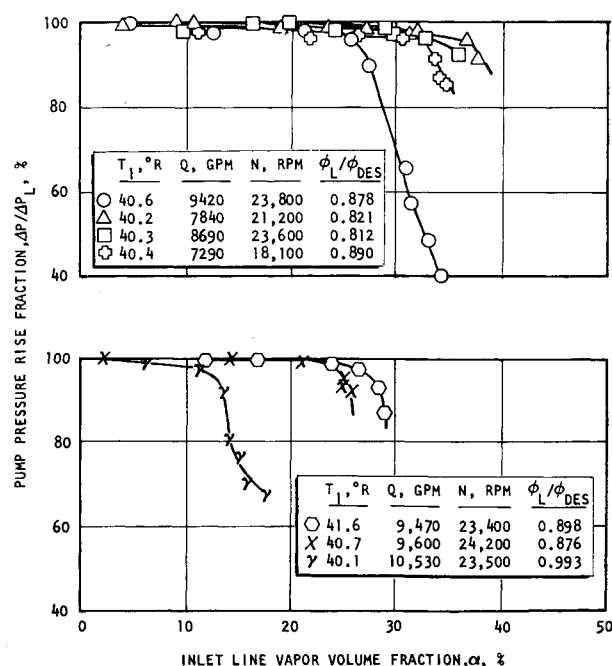 PUMP PRESSURE RISE FRACTION, ΔP/ΔP_L, %
100
80
60
40
T_1, °R Q, GPM N, RPM ϕ_L/ϕ_DES
40.6 9420 23,800 0.878
40.2 7840 21,200 0.821
40.3 8690 23,600 0.812
40.4 7290 18,100 0.890
100
80
60
40
T_1, °R Q, GPM N, RPM ϕ_L/ϕ_DES
41.6 9,470 23,400 0.898
X 40.7 9,600 24,200 0.876
γ 40.1 10,530 23,500 0.993
0 10 20 30 40 50
INLET LINE VAPOR VOLUME FRACTION, α, %